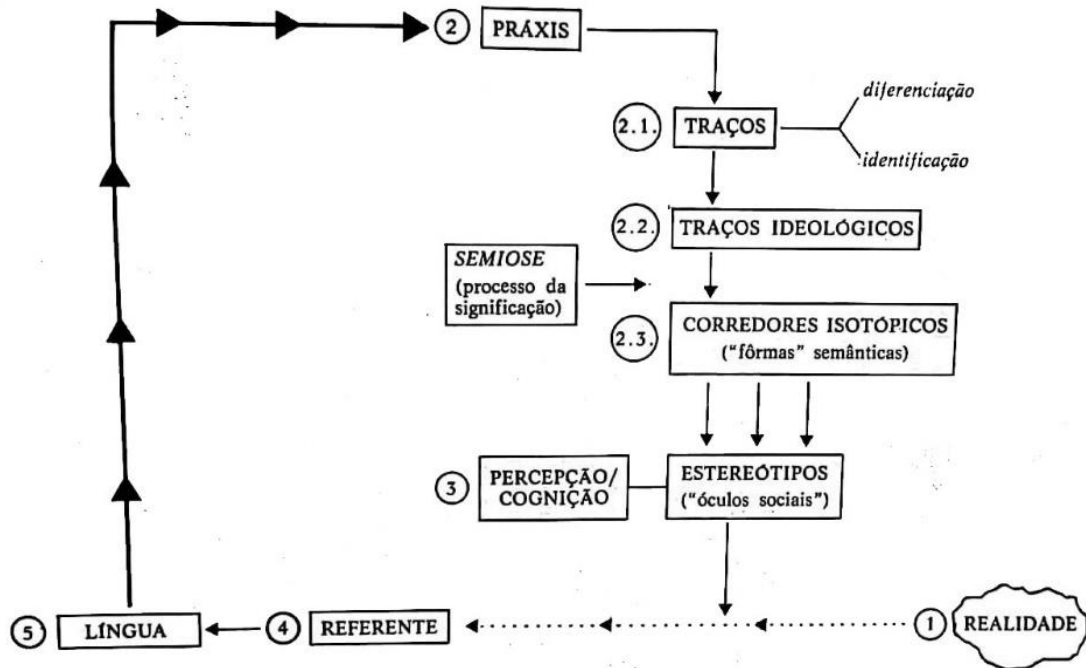 2 PRÁXIS
diferenciação
2.1. TRAÇOS
identificação
2.2. TRAÇOS IDEOLÓGICOS
SEMIOSE
(processo da
significação)
2.3. CORREDORES ISOTÓPICOS
("fôrmas" semânticas)
3 PERCEPÇÃO/
COGNIÇÃO
ESTEREÓTIPOS
("óculos sociais")
5 LÍNGUA
4 REFERENTE
1 REALIDADE